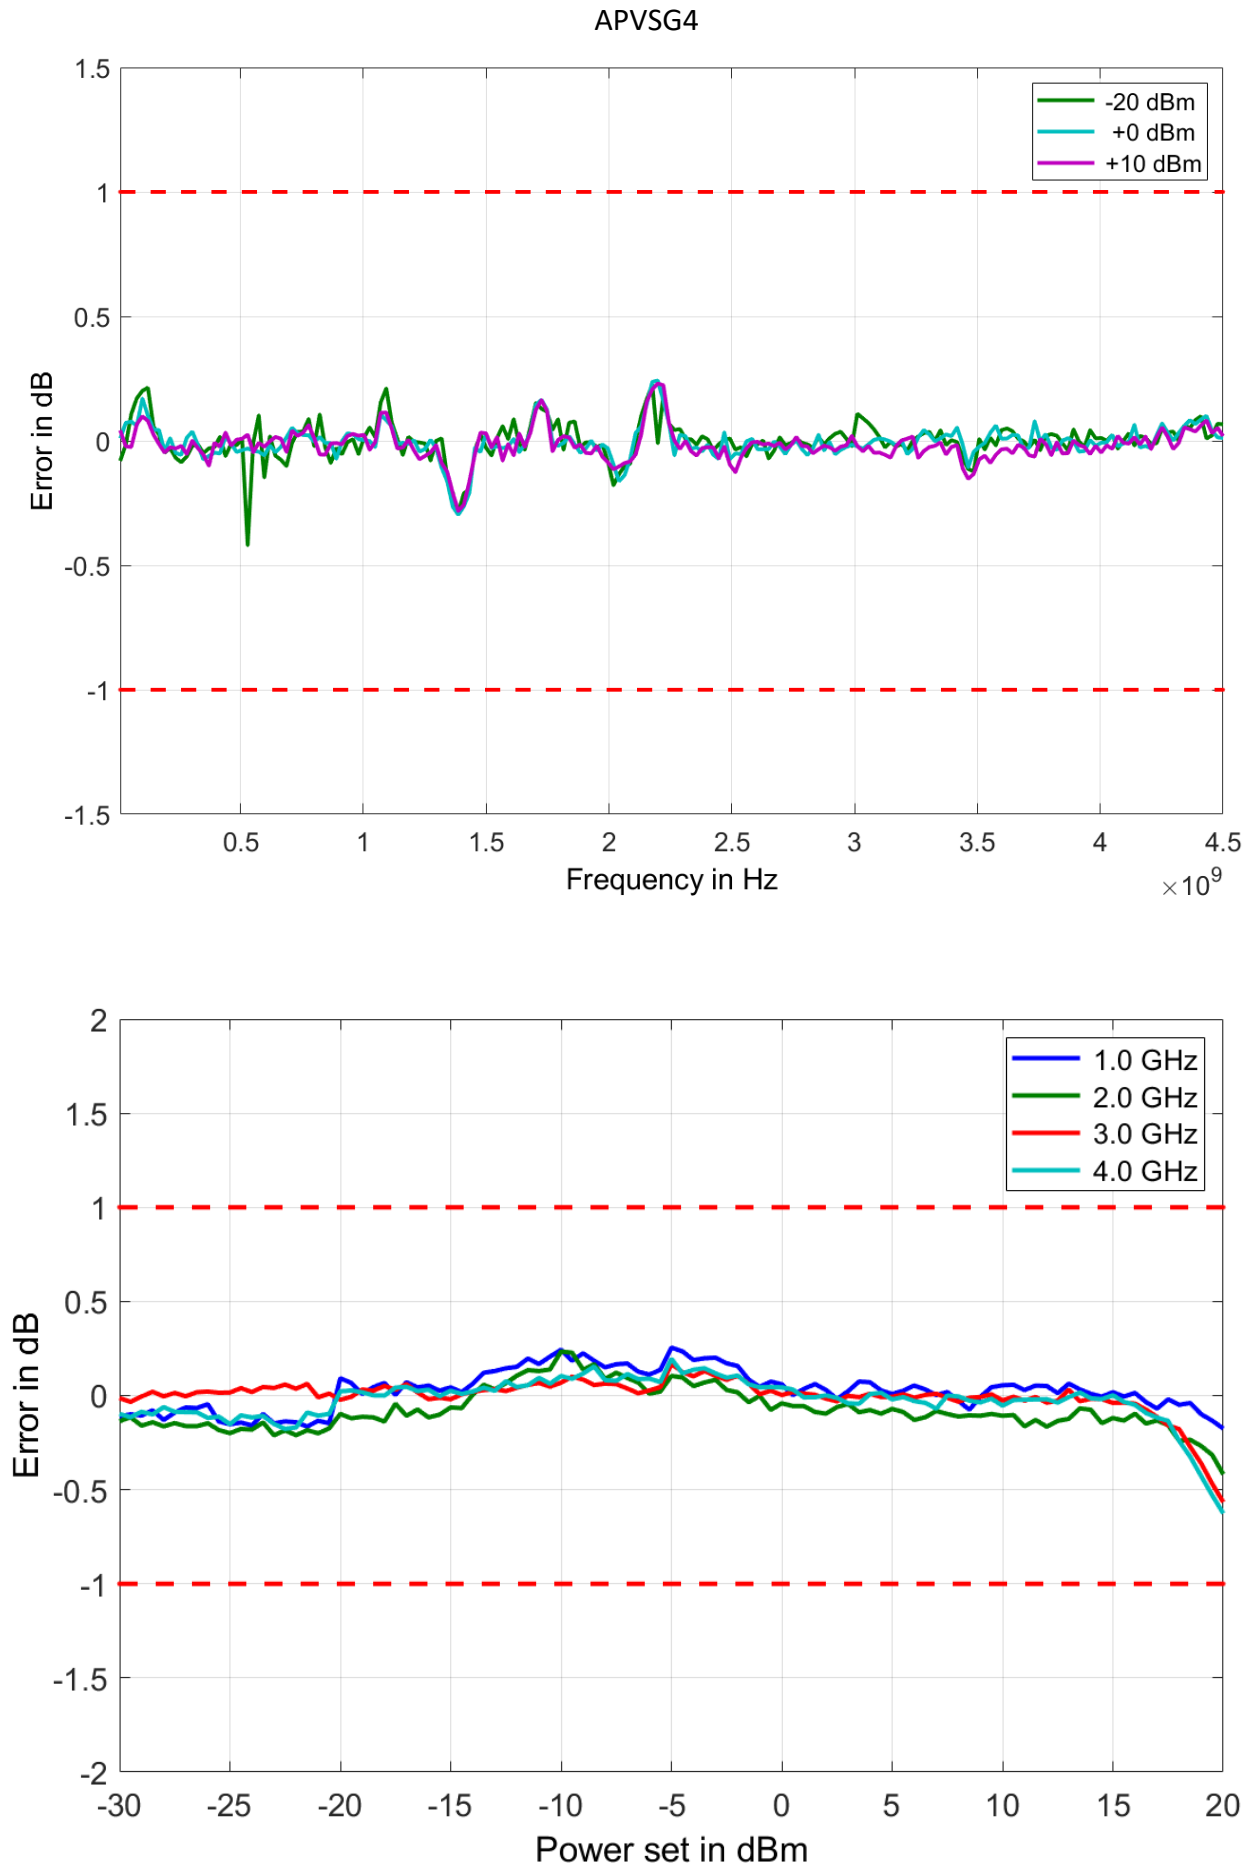 APVSG4
1.5
1
0.5
0
-0.5
-1
-1.5
Error in dB
-20 dBm
+0 dBm
+10 dBm
0.5 1 1.5 2 2.5 3 3.5 4 4.5
Frequency in Hz
×10⁹
2
1.5
1
0.5
0
-0.5
-1
-1.5
-2
Error in dB
1.0 GHz
2.0 GHz
3.0 GHz
4.0 GHz
-30 -25 -20 -15 -10 -5 0 5 10 15 20
Power set in dBm